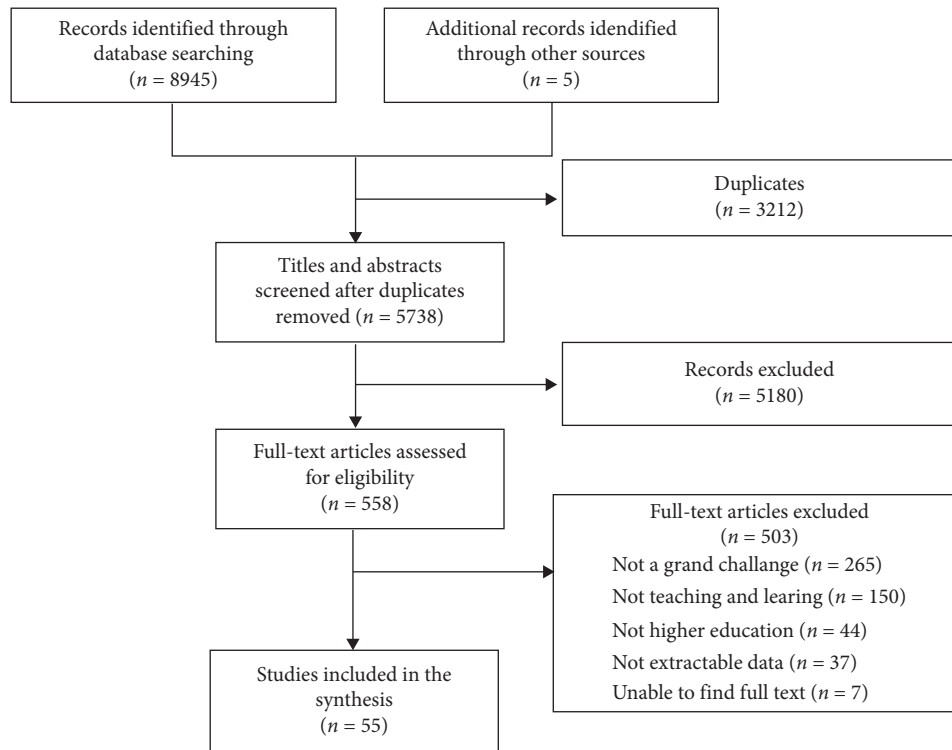 Records identified through
database searching
(n = 8945)
Additional records idendified
through other sources
(n = 5)
Duplicates
(n = 3212)
Titles and abstracts
screened after duplicates
removed (n = 5738)
Records excluded
(n = 5180)
Full-text articles assessed
for eligibility
(n = 558)
Full-text articles excluded
(n = 503)
Not a grand challange (n = 265)
Not teaching and learing (n = 150)
Not higher education (n = 44)
Not extractable data (n = 37)
Unable to find full text (n = 7)
Studies included in the
synthesis
(n = 55)